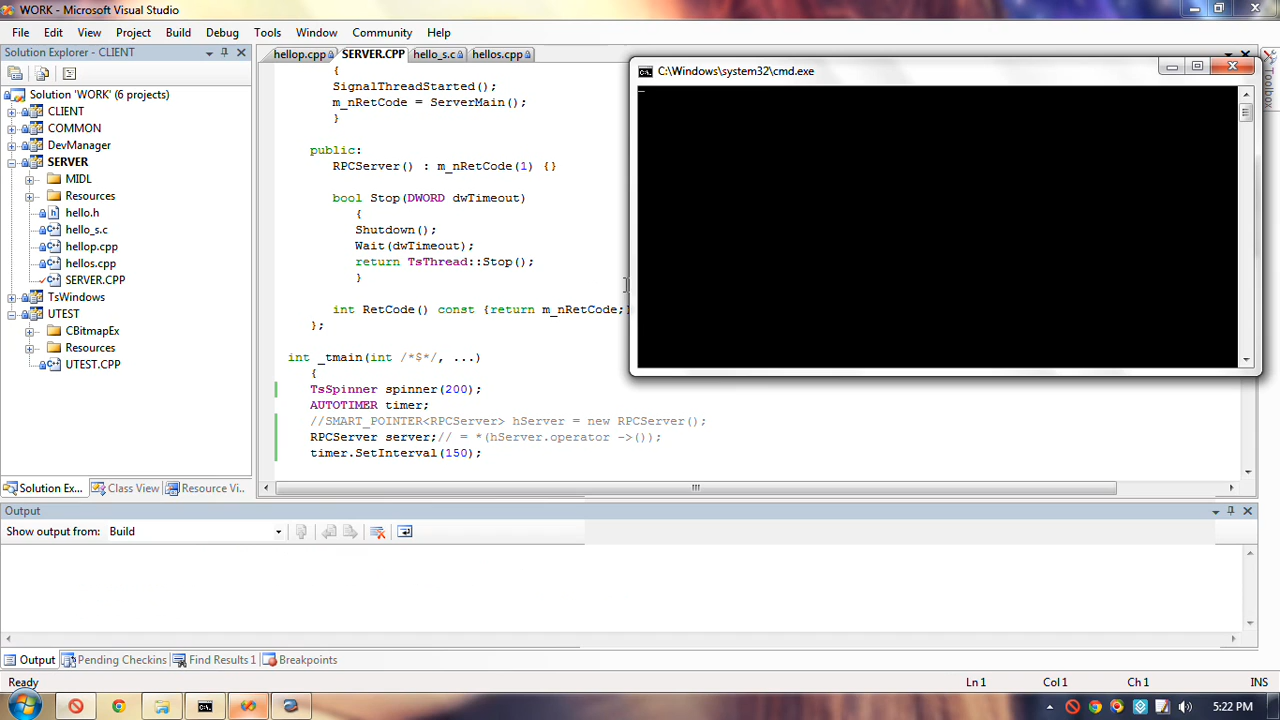 WORK - Microsoft Visual Studio
File Edit View Project Build Debug Tools Window Community Help
Solution Explorer - CLIENT
Solution 'WORK' (6 projects)
CLIENT
COMMON
DevManager
SERVER
MIDL
Resources
hello.h
hello_s.c
hellop.cpp
hellos.cpp
SERVER.CPP
TsWindows
UTEST
CBitmapEx
Resources
UTEST.CPP
Solution Ex... Class View Resource Vi...
hellop.cpp SERVER.CPP hello_s.c hellos.cpp
{
SignalThreadStarted();
m_nRetCode = ServerMain();
}
public:
RPCServer() : m_nRetCode(1) {}
bool Stop(DWORD dwTimeout)
{
Shutdown();
Wait(dwTimeout);
return TsThread::Stop();
}
int RetCode() const {return m_nRetCode;}
};
int _tmain(int /*$*/, ...)
{
TsSpinner spinner(200);
AUTOTIMER timer;
//SMART_POINTER<RPCServer> hServer = new RPCServer();
RPCServer server;// = *(hServer.operator ->());
timer.SetInterval(150);
C:\Windows\system32\cmd.exe
Toolbox
Output
Show output from: Build
Output Pending Checkins Find Results 1 Breakpoints
Ready Ln 1 Col 1 Ch 1 INS
5:22 PM